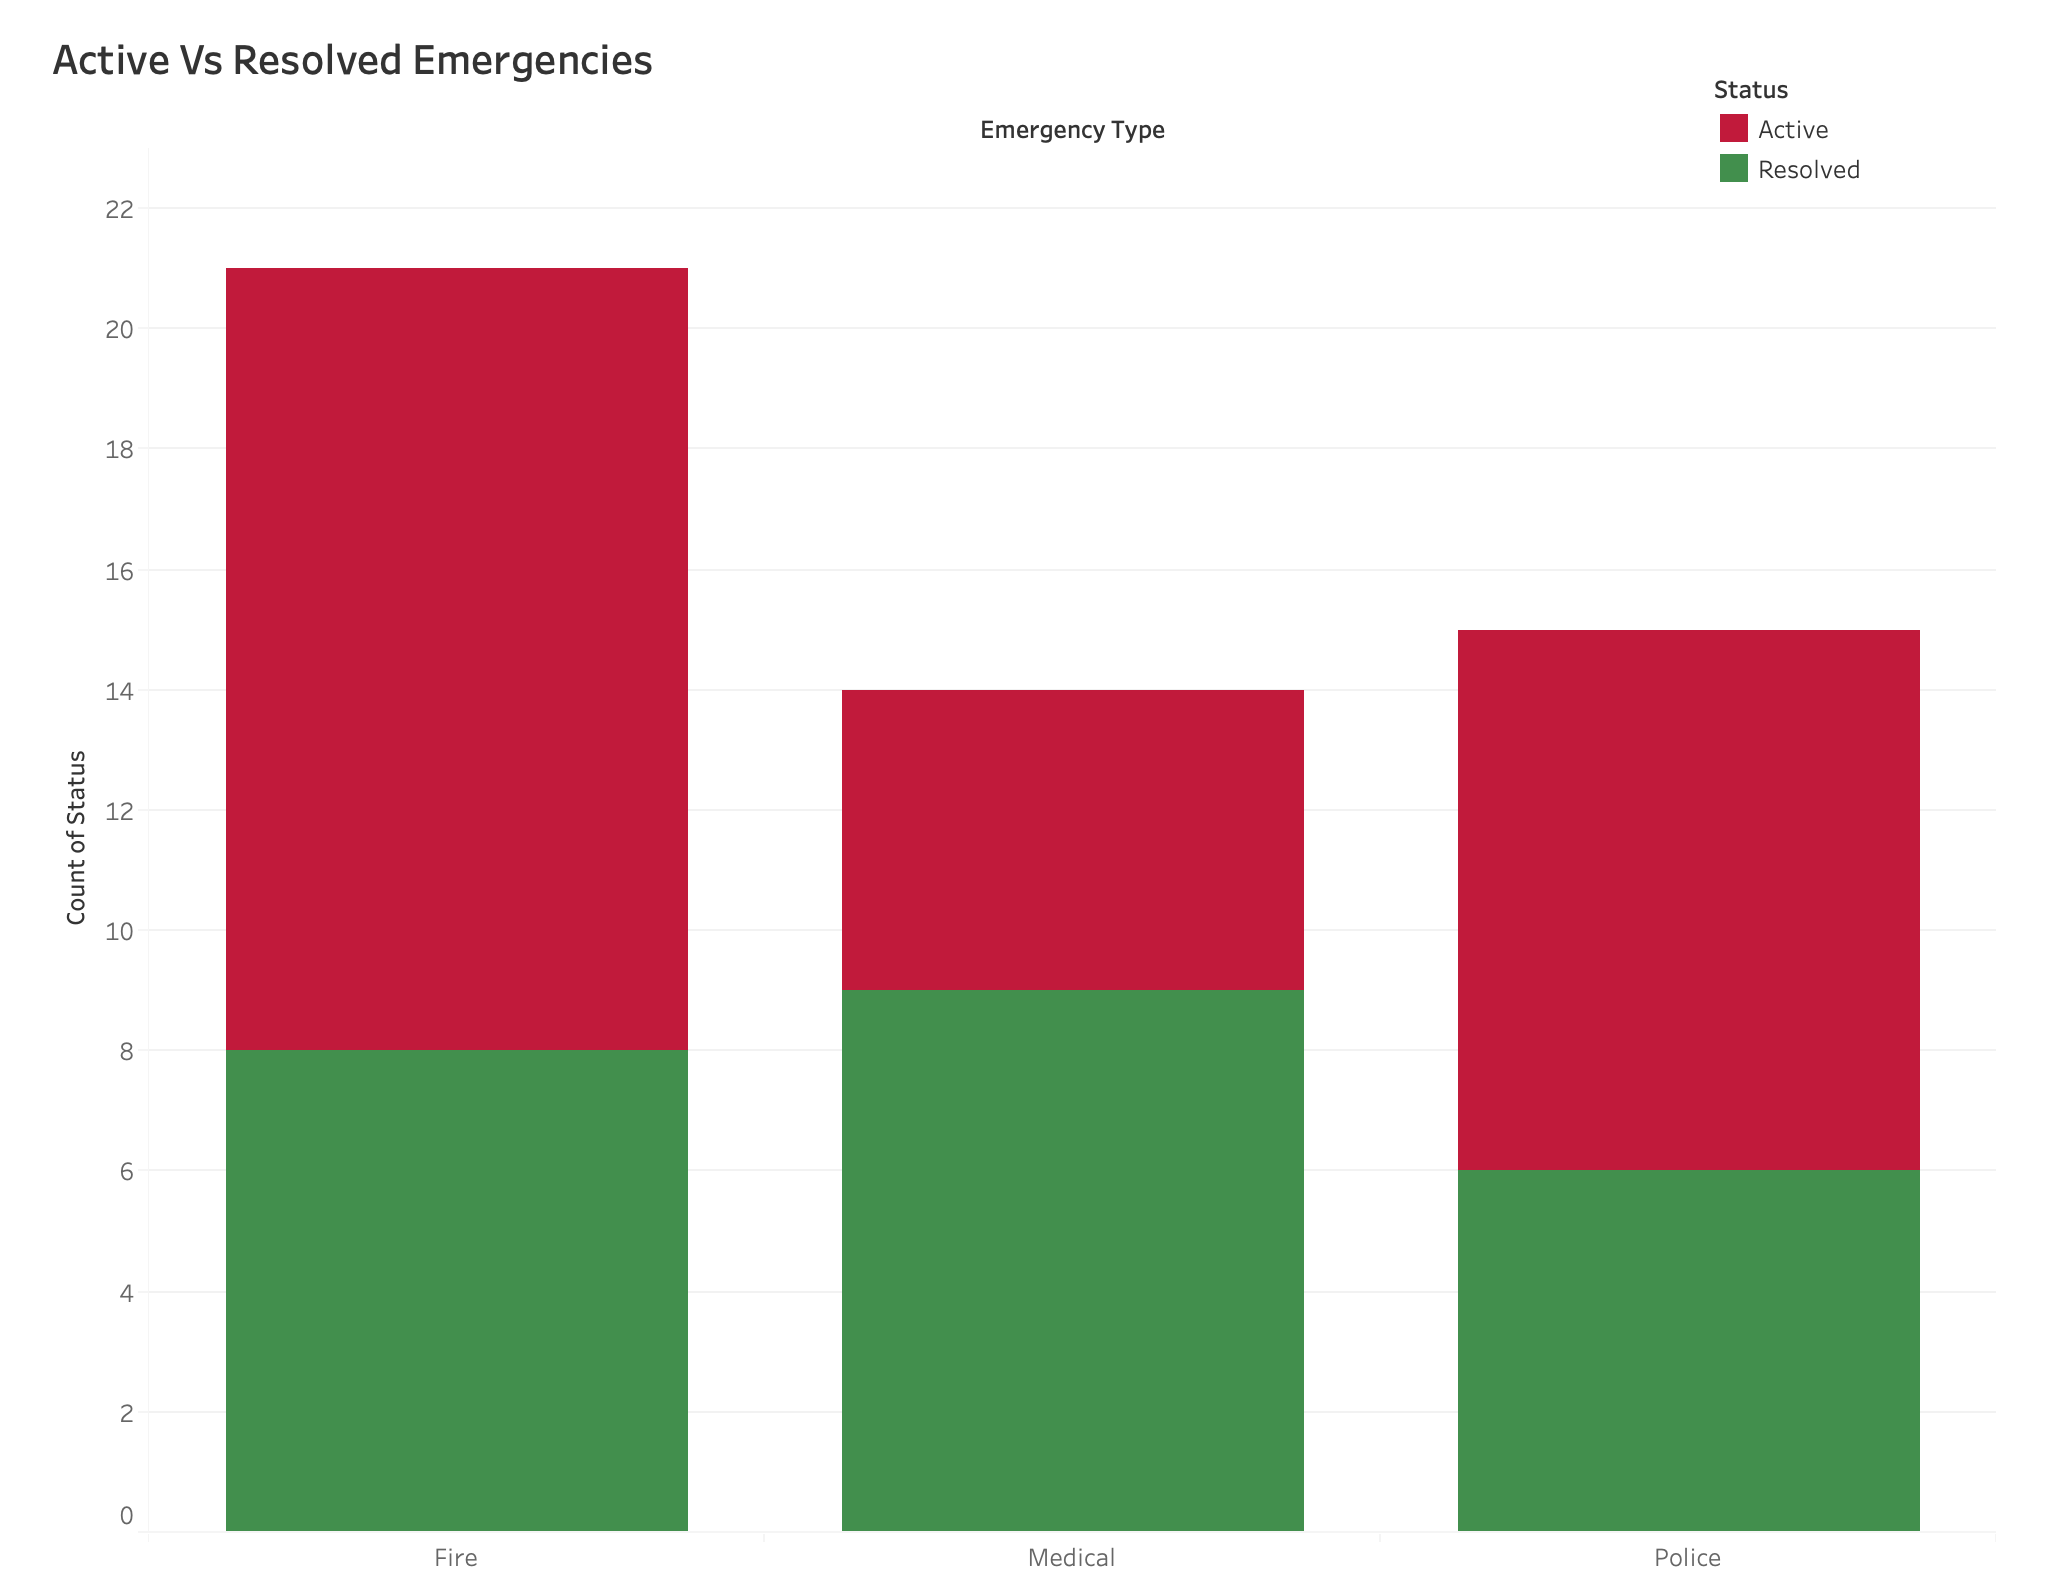 Active Vs Resolved Emergencies
Status
Active
Resolved
Emergency Type
Count of Status
22
20
18
16
14
12
10
8
6
4
2
0
Fire
Medical
Police